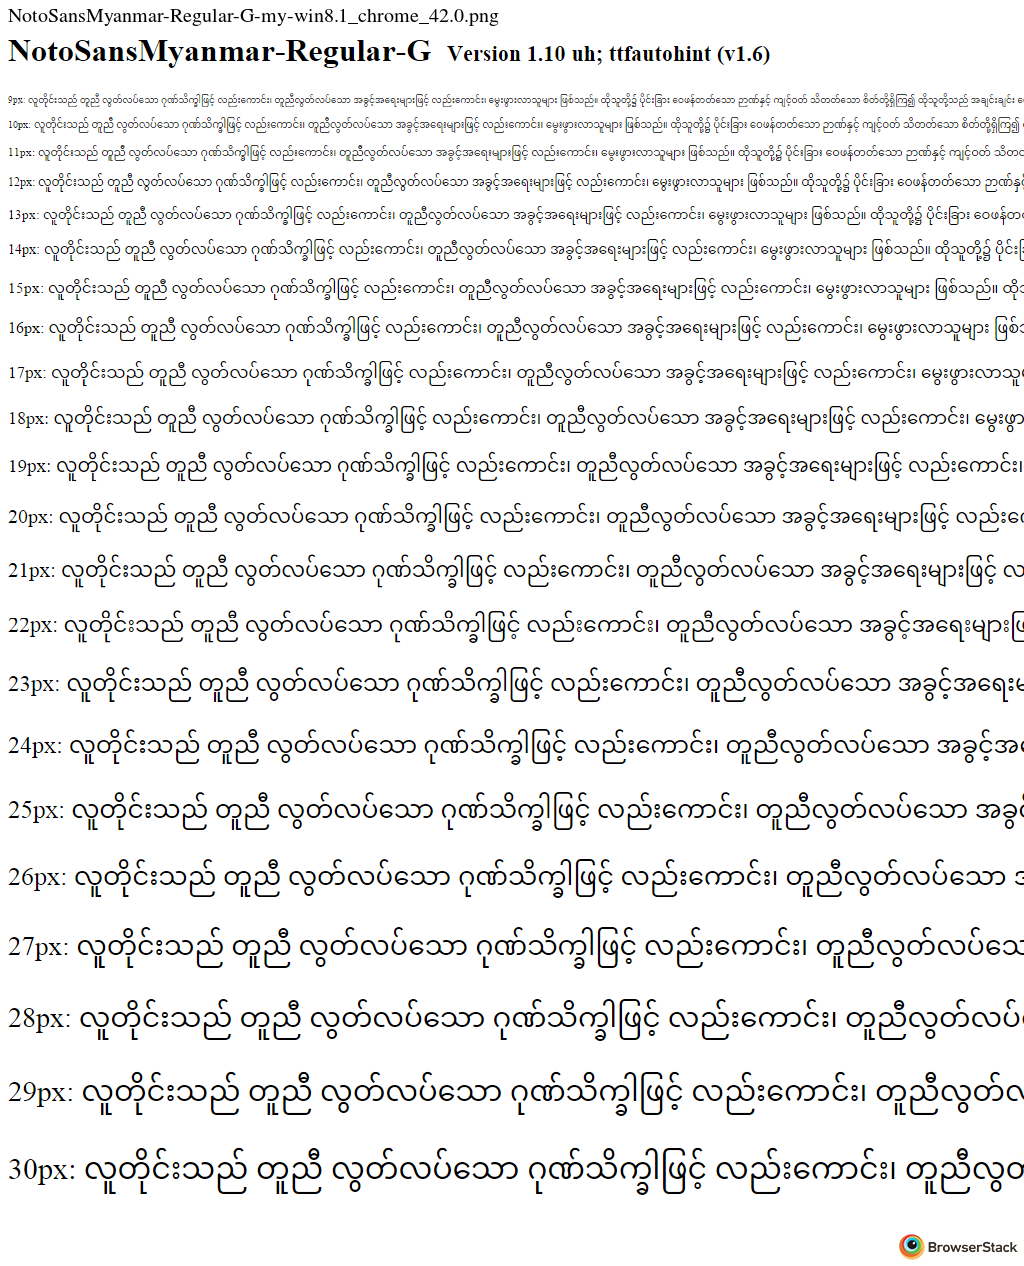 NotoSansMyanmar-Regular-G-my-win8.1_chrome_42.0.png
NotoSansMyanmar-Regular-G Version 1.10 uh; ttfautohint (v1.6)
9px: လူတိုင်းသည် တူညီ လွတ်လပ်သော ဂုဏ်သိက္ခါဖြင့် လည်းကောင်း၊ တူညီလွတ်လပ်သော အခွင့်အရေးများဖြင့် လည်းကောင်း၊ မွေးဖွားလာသူများ ဖြစ်သည်။ ထိုသူတို့၌ ပိုင်းခြား ဝေဖန်တတ်သော ဉာဏ်နှင့် ကျင့်ဝတ် သိတတ်သော စိတ်တို့ရှိကြ၍ ထိုသူတို့သည် အချင်းချင်း
10px: လူတိုင်းသည် တူညီ လွတ်လပ်သော ဂုဏ်သိက္ခါဖြင့် လည်းကောင်း၊ တူညီလွတ်လပ်သော အခွင့်အရေးများဖြင့် လည်းကောင်း၊ မွေးဖွားလာသူများ ဖြစ်သည်။ ထိုသူတို့၌ ပိုင်းခြား ဝေဖန်တတ်သော ဉာဏ်နှင့် ကျင့်ဝတ် သိတတ်သော စိတ်တို့ရှိကြ၍
11px: လူတိုင်းသည် တူညီ လွတ်လပ်သော ဂုဏ်သိက္ခါဖြင့် လည်းကောင်း၊ တူညီလွတ်လပ်သော အခွင့်အရေးများဖြင့် လည်းကောင်း၊ မွေးဖွားလာသူများ ဖြစ်သည်။ ထိုသူတို့၌ ပိုင်းခြား ဝေဖန်တတ်သော ဉာဏ်နှင့် ကျင့်ဝတ် သိတ
12px: လူတိုင်းသည် တူညီ လွတ်လပ်သော ဂုဏ်သိက္ခါဖြင့် လည်းကောင်း၊ တူညီလွတ်လပ်သော အခွင့်အရေးများဖြင့် လည်းကောင်း၊ မွေးဖွားလာသူများ ဖြစ်သည်။ ထိုသူတို့၌ ပိုင်းခြား ဝေဖန်တတ်သော ဉာဏ်နှင့်
13px: လူတိုင်းသည် တူညီ လွတ်လပ်သော ဂုဏ်သိက္ခါဖြင့် လည်းကောင်း၊ တူညီလွတ်လပ်သော အခွင့်အရေးများဖြင့် လည်းကောင်း၊ မွေးဖွားလာသူများ ဖြစ်သည်။ ထိုသူတို့၌ ပိုင်းခြား ဝေဖန်တ
14px: လူတိုင်းသည် တူညီ လွတ်လပ်သော ဂုဏ်သိက္ခါဖြင့် လည်းကောင်း၊ တူညီလွတ်လပ်သော အခွင့်အရေးများဖြင့် လည်းကောင်း၊ မွေးဖွားလာသူများ ဖြစ်သည်။ ထိုသူတို့၌ ပိုင်းခြ
15px: လူတိုင်းသည် တူညီ လွတ်လပ်သော ဂုဏ်သိက္ခါဖြင့် လည်းကောင်း၊ တူညီလွတ်လပ်သော အခွင့်အရေးများဖြင့် လည်းကောင်း၊ မွေးဖွားလာသူများ ဖြစ်သည်။ ထိုသ
16px: လူတိုင်းသည် တူညီ လွတ်လပ်သော ဂုဏ်သိက္ခါဖြင့် လည်းကောင်း၊ တူညီလွတ်လပ်သော အခွင့်အရေးများဖြင့် လည်းကောင်း၊ မွေးဖွားလာသူများ ဖြစ်သ
17px: လူတိုင်းသည် တူညီ လွတ်လပ်သော ဂုဏ်သိက္ခါဖြင့် လည်းကောင်း၊ တူညီလွတ်လပ်သော အခွင့်အရေးများဖြင့် လည်းကောင်း၊ မွေးဖွားလာသူမ
18px: လူတိုင်းသည် တူညီ လွတ်လပ်သော ဂုဏ်သိက္ခါဖြင့် လည်းကောင်း၊ တူညီလွတ်လပ်သော အခွင့်အရေးများဖြင့် လည်းကောင်း၊ မွေးဖွာ
19px: လူတိုင်းသည် တူညီ လွတ်လပ်သော ဂုဏ်သိက္ခါဖြင့် လည်းကောင်း၊ တူညီလွတ်လပ်သော အခွင့်အရေးများဖြင့် လည်းကောင်း၊
20px: လူတိုင်းသည် တူညီ လွတ်လပ်သော ဂုဏ်သိက္ခါဖြင့် လည်းကောင်း၊ တူညီလွတ်လပ်သော အခွင့်အရေးများဖြင့် လည်းကေ
21px: လူတိုင်းသည် တူညီ လွတ်လပ်သော ဂုဏ်သိက္ခါဖြင့် လည်းကောင်း၊ တူညီလွတ်လပ်သော အခွင့်အရေးများဖြင့် လ
22px: လူတိုင်းသည် တူညီ လွတ်လပ်သော ဂုဏ်သိက္ခါဖြင့် လည်းကောင်း၊ တူညီလွတ်လပ်သော အခွင့်အရေးများဖြ
23px: လူတိုင်းသည် တူညီ လွတ်လပ်သော ဂုဏ်သိက္ခါဖြင့် လည်းကောင်း၊ တူညီလွတ်လပ်သော အခွင့်အရေးမ
24px: လူတိုင်းသည် တူညီ လွတ်လပ်သော ဂုဏ်သိက္ခါဖြင့် လည်းကောင်း၊ တူညီလွတ်လပ်သော အခွင့်အရေ
25px: လူတိုင်းသည် တူညီ လွတ်လပ်သော ဂုဏ်သိက္ခါဖြင့် လည်းကောင်း၊ တူညီလွတ်လပ်သော အခွင့်
26px: လူတိုင်းသည် တူညီ လွတ်လပ်သော ဂုဏ်သိက္ခါဖြင့် လည်းကောင်း၊ တူညီလွတ်လပ်သော အ
27px: လူတိုင်းသည် တူညီ လွတ်လပ်သော ဂုဏ်သိက္ခါဖြင့် လည်းကောင်း၊ တူညီလွတ်လပ်သေ
28px: လူတိုင်းသည် တူညီ လွတ်လပ်သော ဂုဏ်သိက္ခါဖြင့် လည်းကောင်း၊ တူညီလွတ်လပ်
29px: လူတိုင်းသည် တူညီ လွတ်လပ်သော ဂုဏ်သိက္ခါဖြင့် လည်းကောင်း၊ တူညီလွတ်လ
30px: လူတိုင်းသည် တူညီ လွတ်လပ်သော ဂုဏ်သိက္ခါဖြင့် လည်းကောင်း၊ တူညီလွတ
BrowserStack